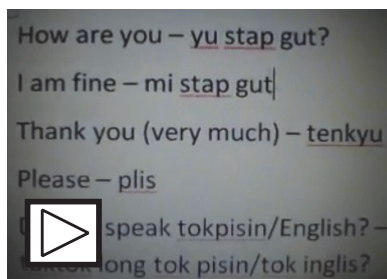 How are you – yu stap gut?
I am fine – mi stap gut
Thank you (very much) – tenkyu
Please – plis
speak tokpisin/English? –
long tok pisin/tok inglis?